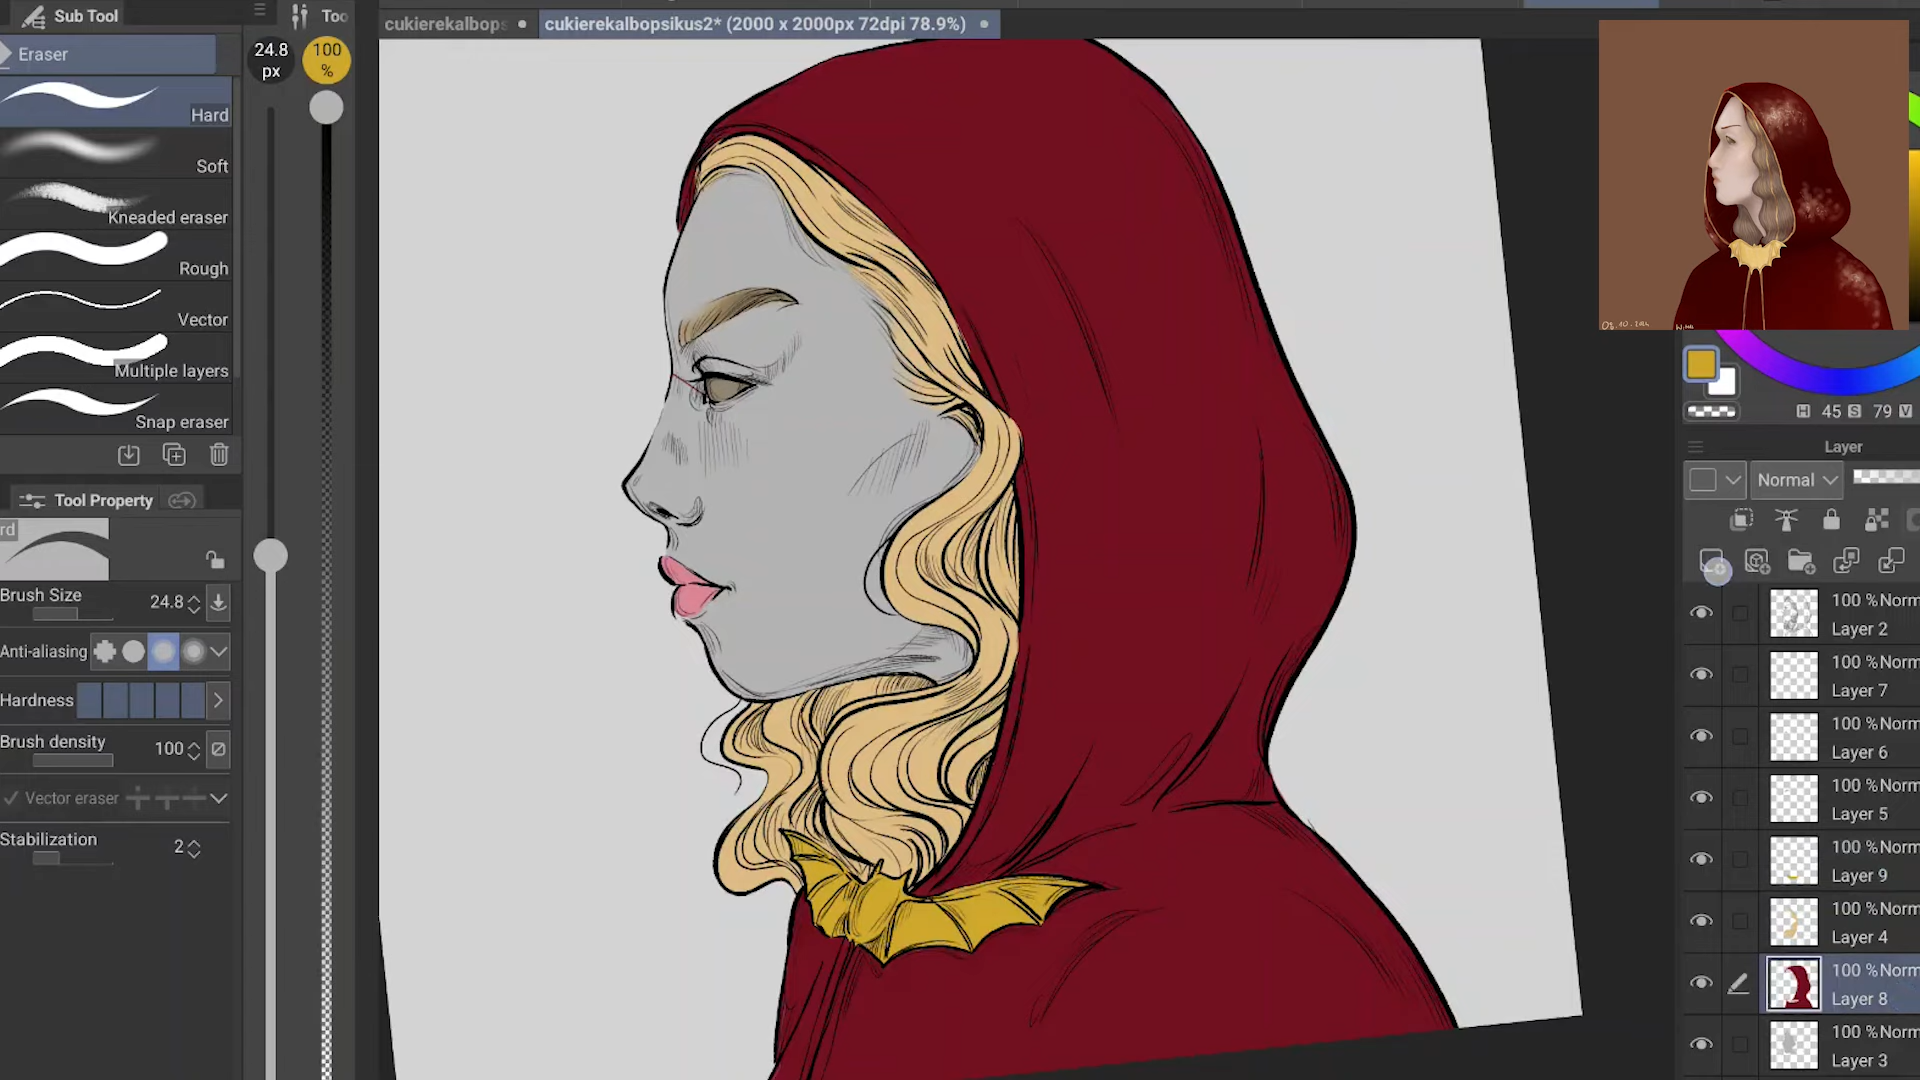 Sub Tool
Too
cukierekalbops
cukierekalbopsikus2* (2000 x 2000px 72dpi 78.9%)
Eraser
24.8
px
100
%
Hard
Soft
Kneaded eraser
Rough
Vector
Multiple layers
Snap eraser
Tool Property
rd
Brush Size
24.8
Anti-aliasing
Hardness
Brush density
100
Vector eraser
Stabilization
2
H 45 S 79 V
Layer
Normal
100 %Norm
Layer 2
100 %Norm
Layer 7
100 %Norm
Layer 6
100 %Norm
Layer 5
100 %Norm
Layer 9
100 %Norm
Layer 4
100 %Norm
Layer 8
100 %Norm
Layer 3